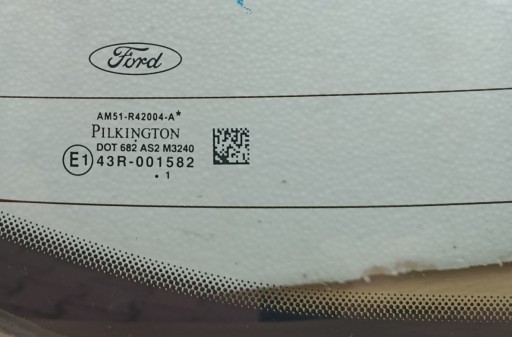 Ford
AM51-R42004-A*
PILKINGTON
DOT 682 AS2 M3240
E1 43R-001582
. 1